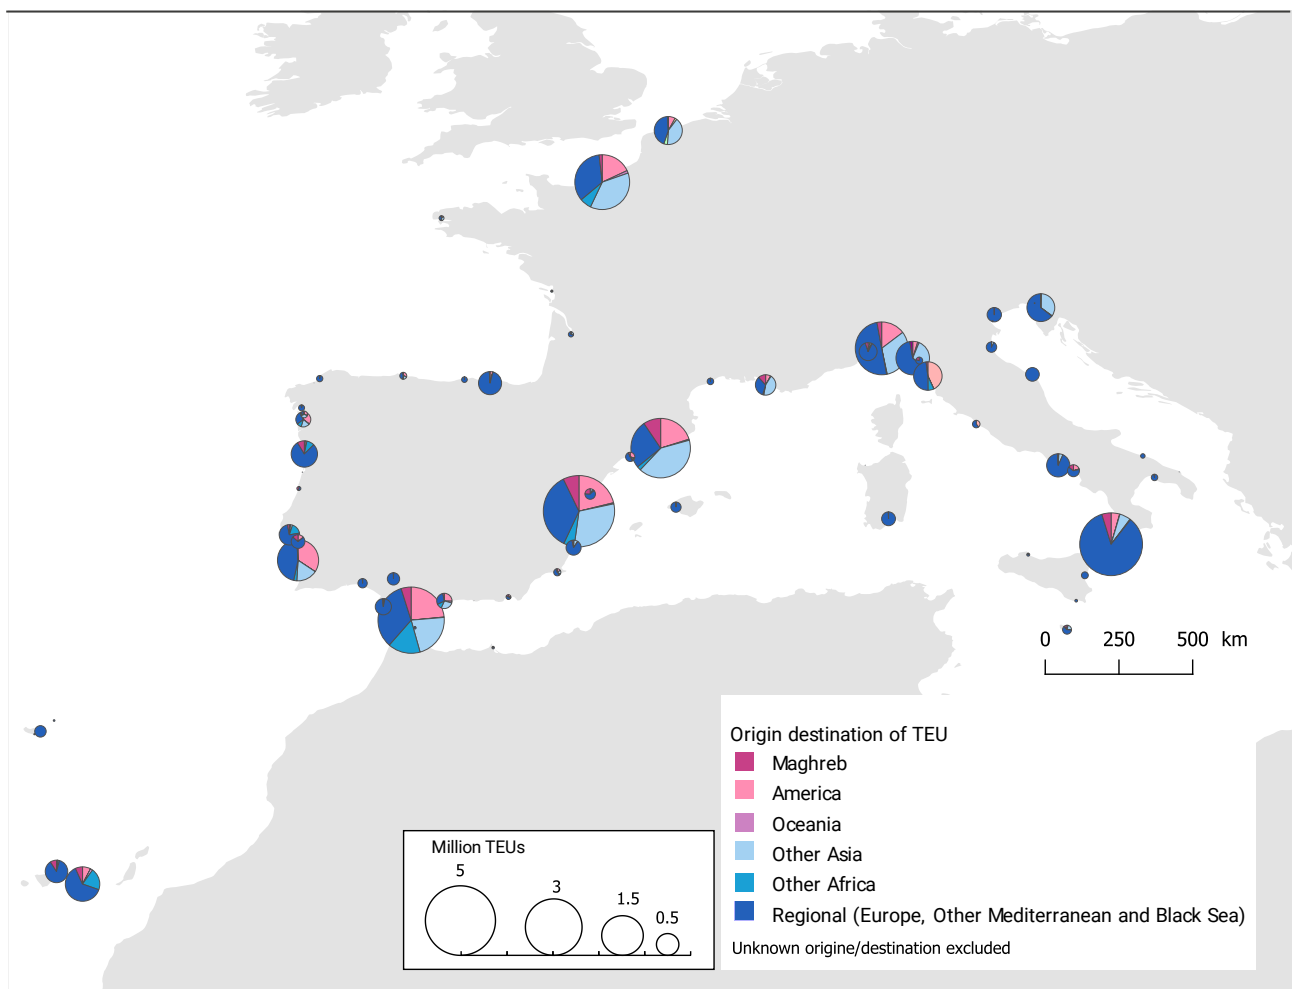 0 250 500 km
Origin destination of TEU
Maghreb
America
Oceania
Other Asia
Other Africa
Regional (Europe, Other Mediterranean and Black Sea)
Unknown origine/destination excluded
Million TEUs
5
3
1.5
0.5